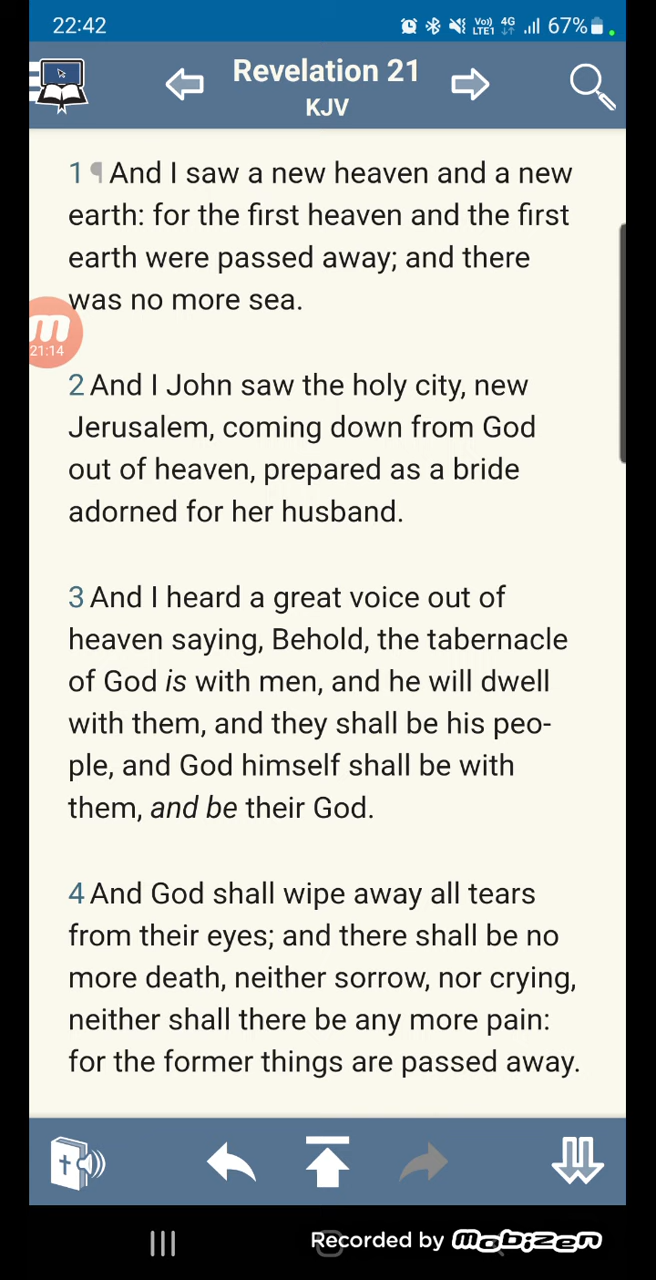 22:42
Vo)) 4G 67%
LTE1
Revelation 21
KJV
1 ¶ And I saw a new heaven and a new
earth: for the first heaven and the first
earth were passed away; and there
was no more sea.
m
21:14
2 And I John saw the holy city, new
Jerusalem, coming down from God
out of heaven, prepared as a bride
adorned for her husband.
3 And I heard a great voice out of
heaven saying, Behold, the tabernacle
of God is with men, and he will dwell
with them, and they shall be his peo-
ple, and God himself shall be with
them, and be their God.
4 And God shall wipe away all tears
from their eyes; and there shall be no
more death, neither sorrow, nor crying,
neither shall there be any more pain:
for the former things are passed away.
Recorded by mobizen